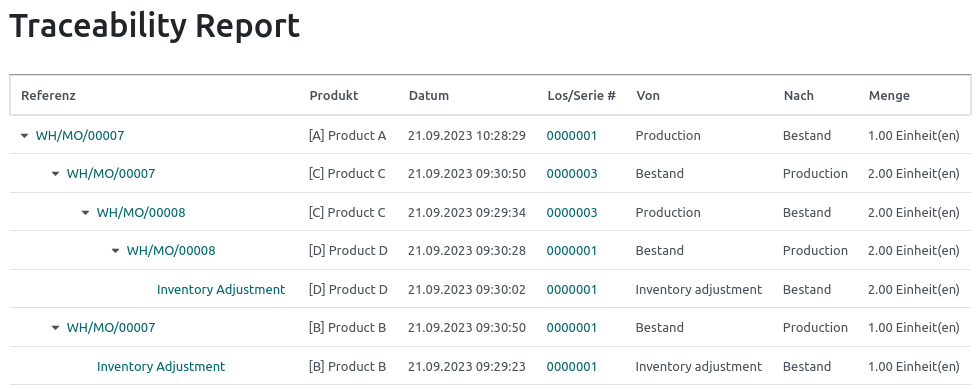 Traceability Report
Referenz Produkt Datum Los/Serie # Von Nach Menge
WH/MO/00007 [A] Product A 21.09.2023 10:28:29 0000001 Production Bestand 1.00 Einheit(en)
WH/MO/00007 [C] Product C 21.09.2023 09:30:50 0000003 Bestand Production 2.00 Einheit(en)
WH/MO/00008 [C] Product C 21.09.2023 09:29:34 0000003 Production Bestand 2.00 Einheit(en)
WH/MO/00008 [D] Product D 21.09.2023 09:30:28 0000001 Bestand Production 2.00 Einheit(en)
Inventory Adjustment [D] Product D 21.09.2023 09:30:02 0000001 Inventory adjustment Bestand 2.00 Einheit(en)
WH/MO/00007 [B] Product B 21.09.2023 09:30:50 0000001 Bestand Production 1.00 Einheit(en)
Inventory Adjustment [B] Product B 21.09.2023 09:29:23 0000001 Inventory adjustment Bestand 1.00 Einheit(en)